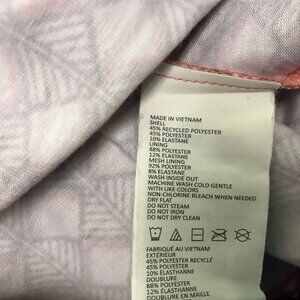 MADE IN VIETNAM
SHELL
45% RECYCLED POLYESTER
45% POLYESTER
10% ELASTANE
LINING
88% POLYESTER
12% ELASTANE
MESH LINING
92% POLYESTER
8% ELASTANE
WASH INSIDE OUT
MACHINE WASH COLD GENTLE
WITH LIKE COLORS
NON-CHLORINE BLEACH WHEN NEEDED
DRY FLAT
DO NOT STEAM
DO NOT IRON
DO NOT DRY CLEAN
FABRIQUÉ AU VIETNAM
EXTÉRIEUR
45% POLYESTER RECYCLÉ
45% POLYESTER
10% ÉLASTHANNE
DOUBLURE
88% POLYESTER
12% ÉLASTHANNE
DOUBLURE EN MAILLE